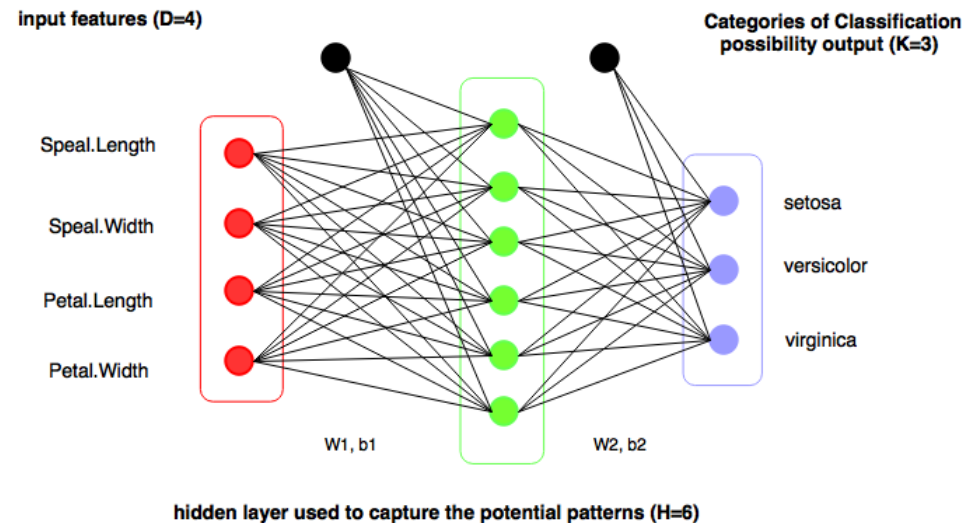 input features (D=4)
Categories of Classification
possibility output (K=3)
Speal.Length
Speal.Width
Petal.Length
Petal.Width
setosa
versicolor
virginica
W1, b1
W2, b2
hidden layer used to capture the potential patterns (H=6)